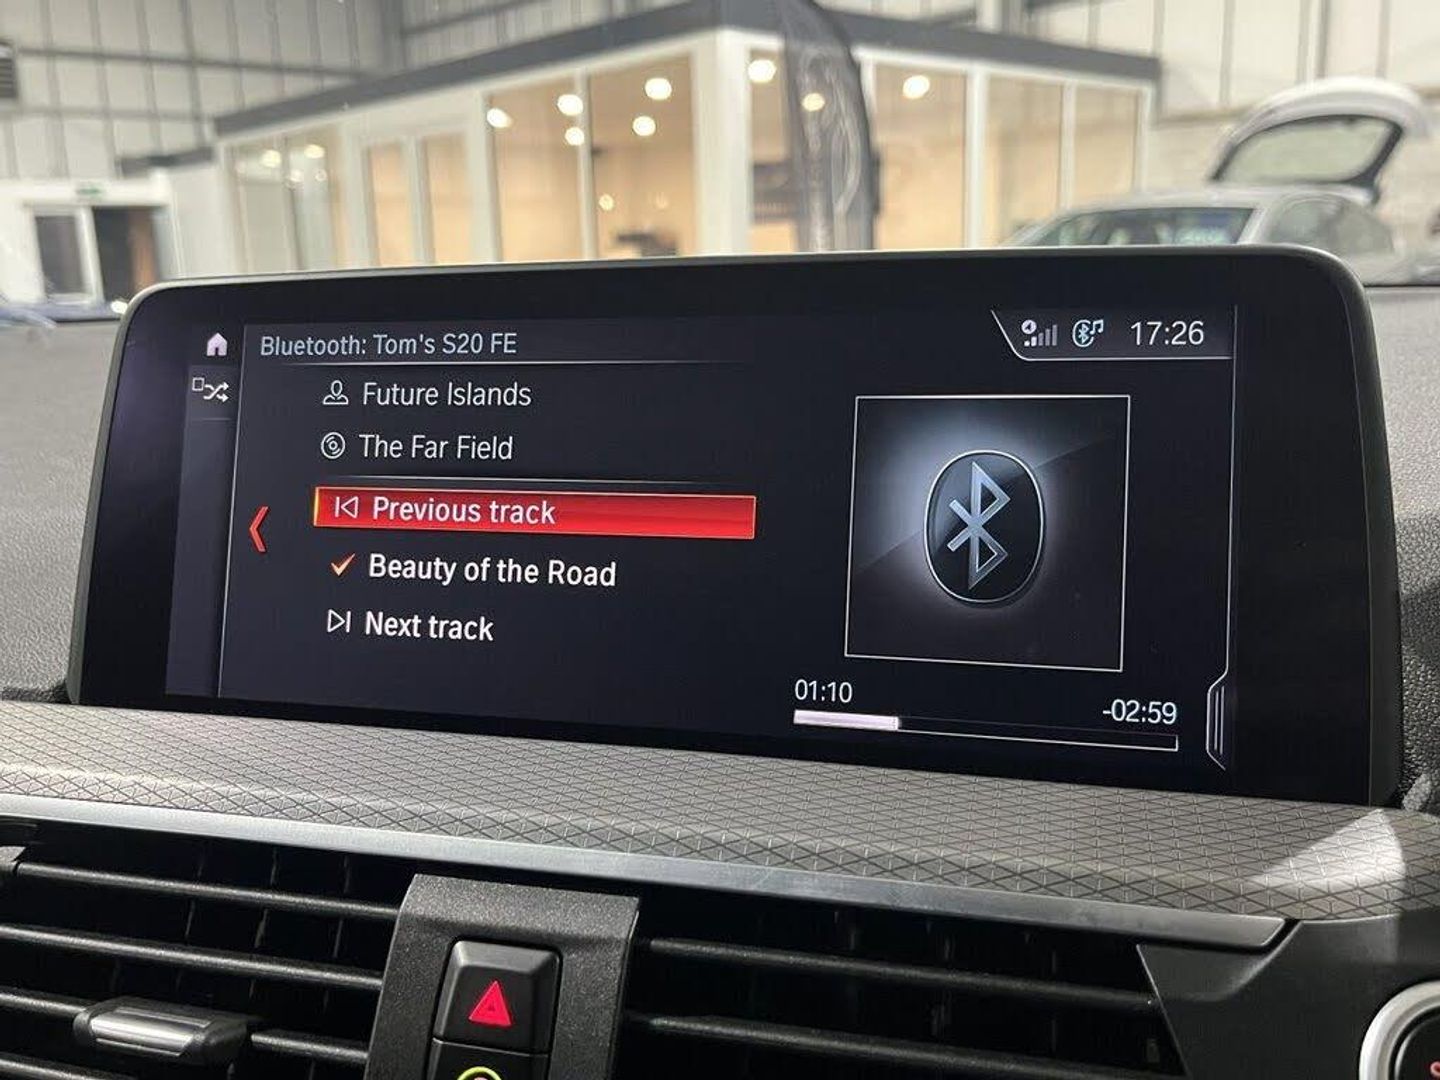 Bluetooth: Tom's S20 FE
17:26
Future Islands
The Far Field
Previous track
Beauty of the Road
Next track
01:10
-02:59